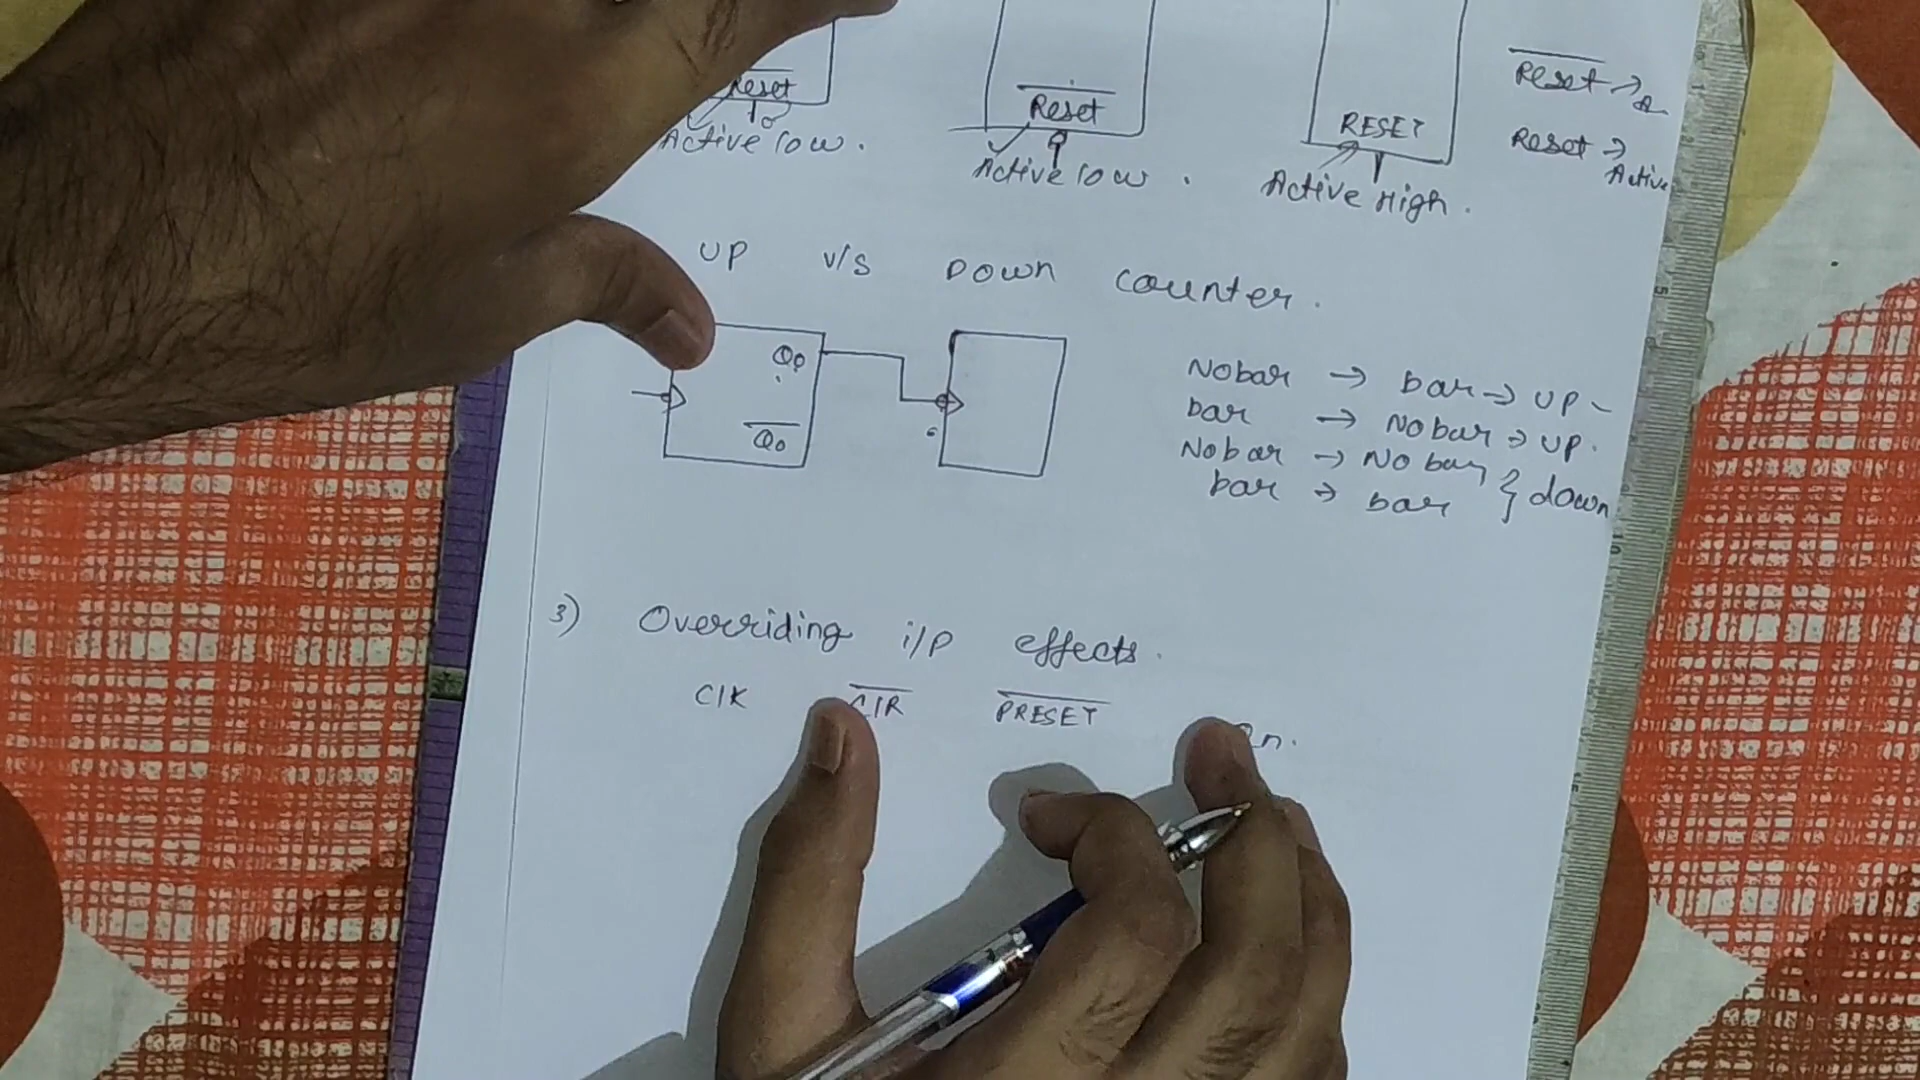 Reset
Active low.
Reset
Active low.
RESET
Active High.
Reset →
Reset →
Active
UP v/s Down counter.
Q0
Q0
Nobar → bar → UP
bar → Nobar → UP.
Nobar → No bar
bar → bar } down
3) Overriding i/P effects.
ClK ClR PRESET